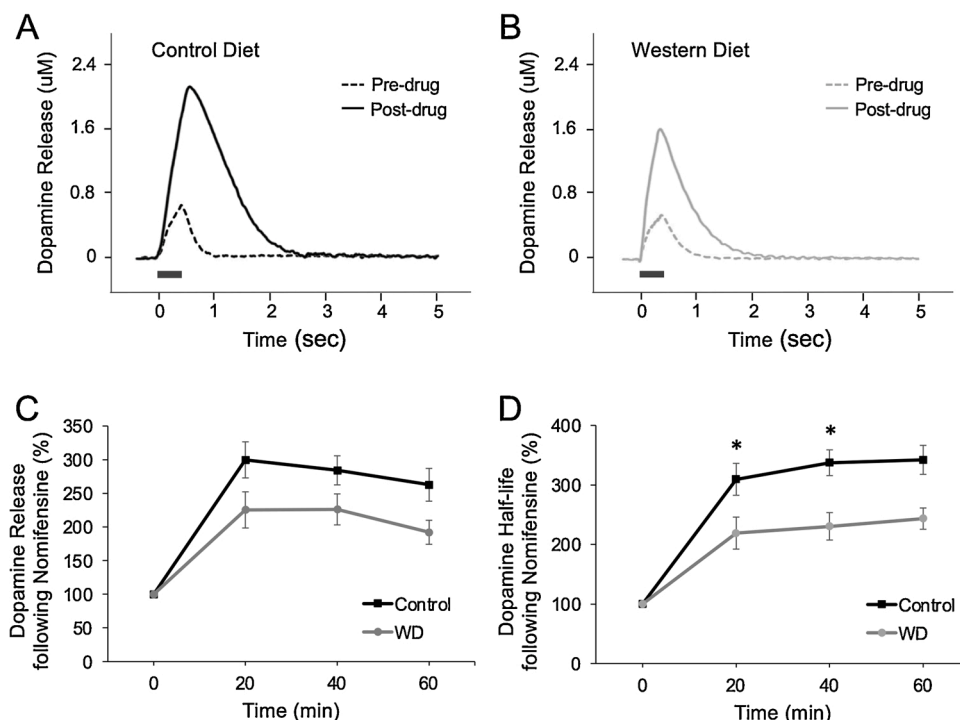 A
Control Diet
Dopamine Release (uM)
2.4
1.6
0.8
0
Pre-drug
Post-drug
0 1 2 3 4 5
Time (sec)
B
Western Diet
Dopamine Release (uM)
2.4
1.6
0.8
0
Pre-drug
Post-drug
0 1 2 3 4 5
Time (sec)
C
Dopamine Release
following Nomifensine (%)
350
300
250
200
150
100
50
0
Control
WD
0 20 40 60
Time (min)
D
Dopamine Half-life
following Nomifensine (%)
400
300
200
100
0
* *
Control
WD
0 20 40 60
Time (min)